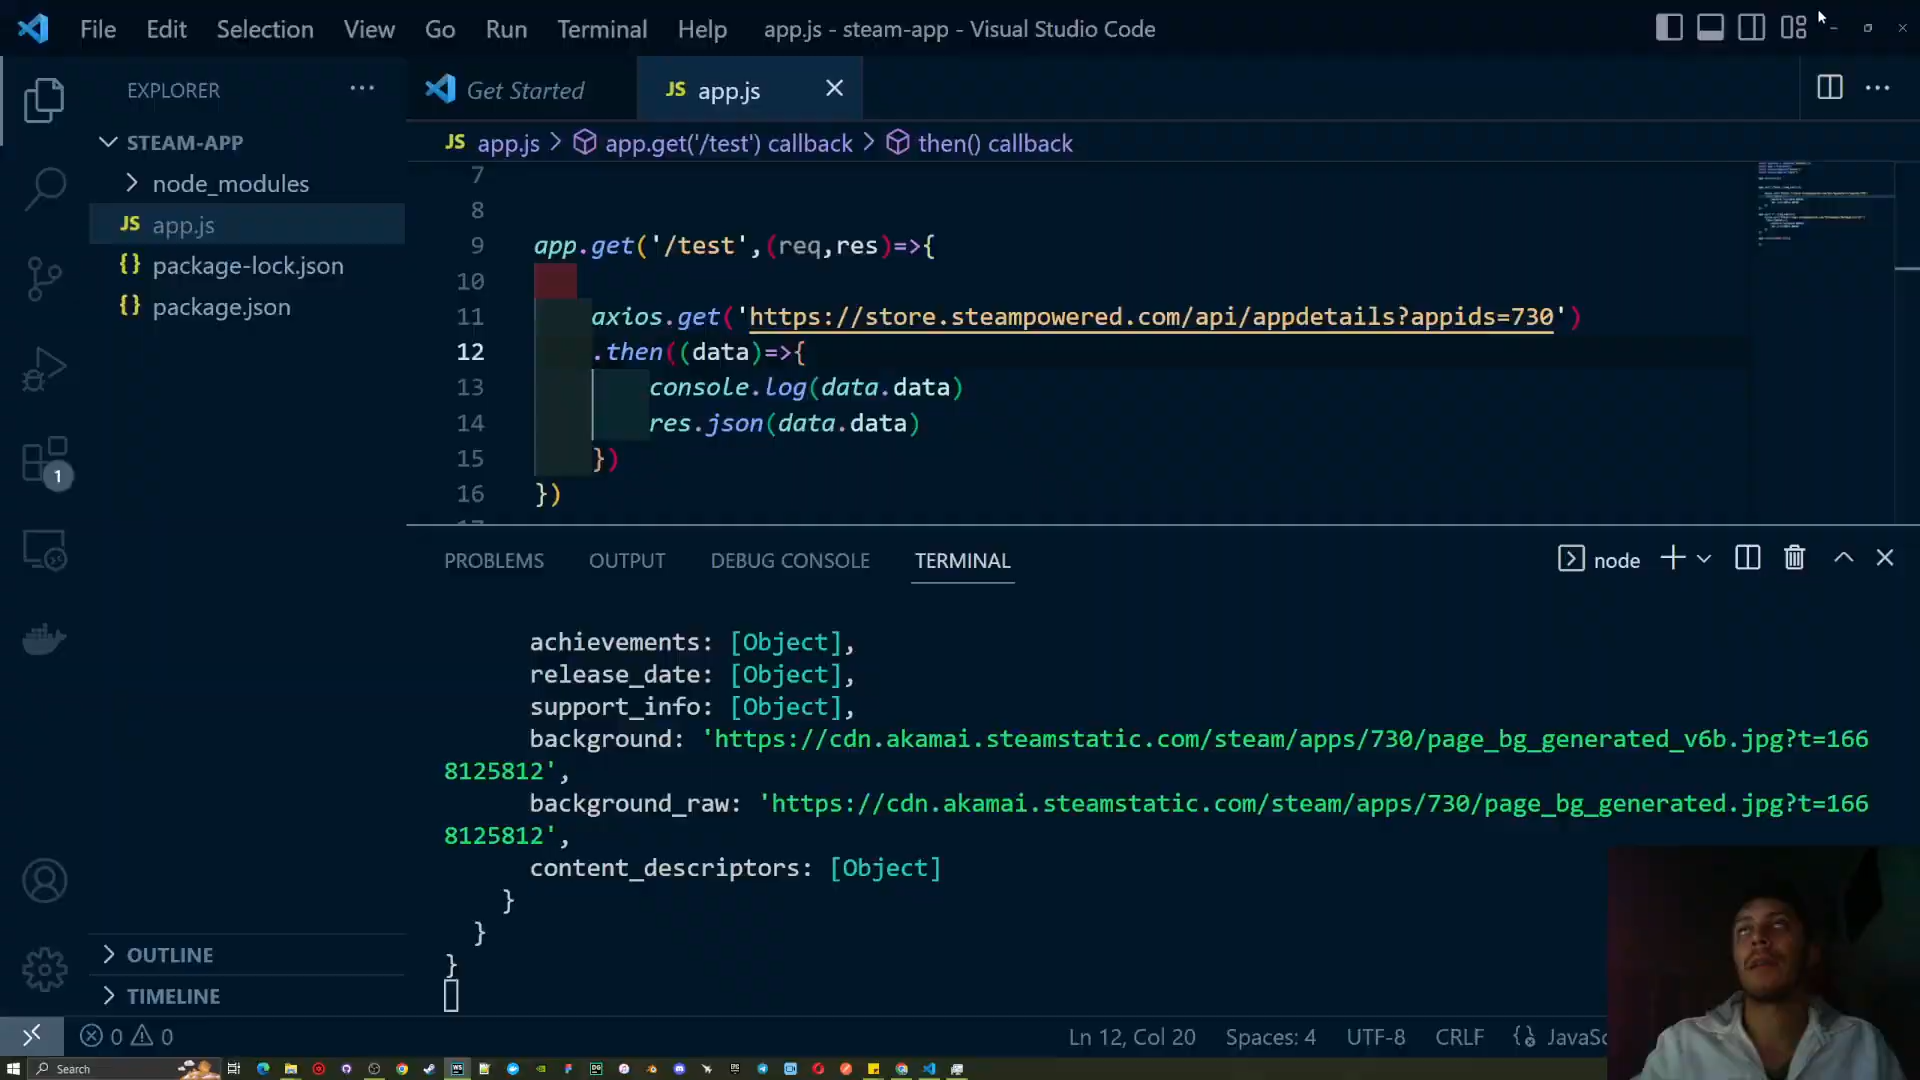 File Edit Selection View Go Run Terminal Help app.js - steam-app - Visual Studio Code
EXPLORER
STEAM-APP
node_modules
JS app.js
{} package-lock.json
{} package.json
1
OUTLINE
TIMELINE
Get Started
JS app.js
JS app.js > app.get('/test') callback > then() callback
7
8
9 app.get('/test',(req,res)=>{
10
11 axios.get('https://store.steampowered.com/api/appdetails?appids=730')
12 .then((data)=>{
13 console.log(data.data)
14 res.json(data.data)
15 })
16 })
PROBLEMS OUTPUT DEBUG CONSOLE TERMINAL
node
achievements: [Object],
release_date: [Object],
support_info: [Object],
background: 'https://cdn.akamai.steamstatic.com/steam/apps/730/page_bg_generated_v6b.jpg?t=166
8125812',
background_raw: 'https://cdn.akamai.steamstatic.com/steam/apps/730/page_bg_generated.jpg?t=166
8125812',
content_descriptors: [Object]
}
}
}
0 0 Ln 12, Col 20 Spaces: 4 UTF-8 CRLF {} JavaSc
Search